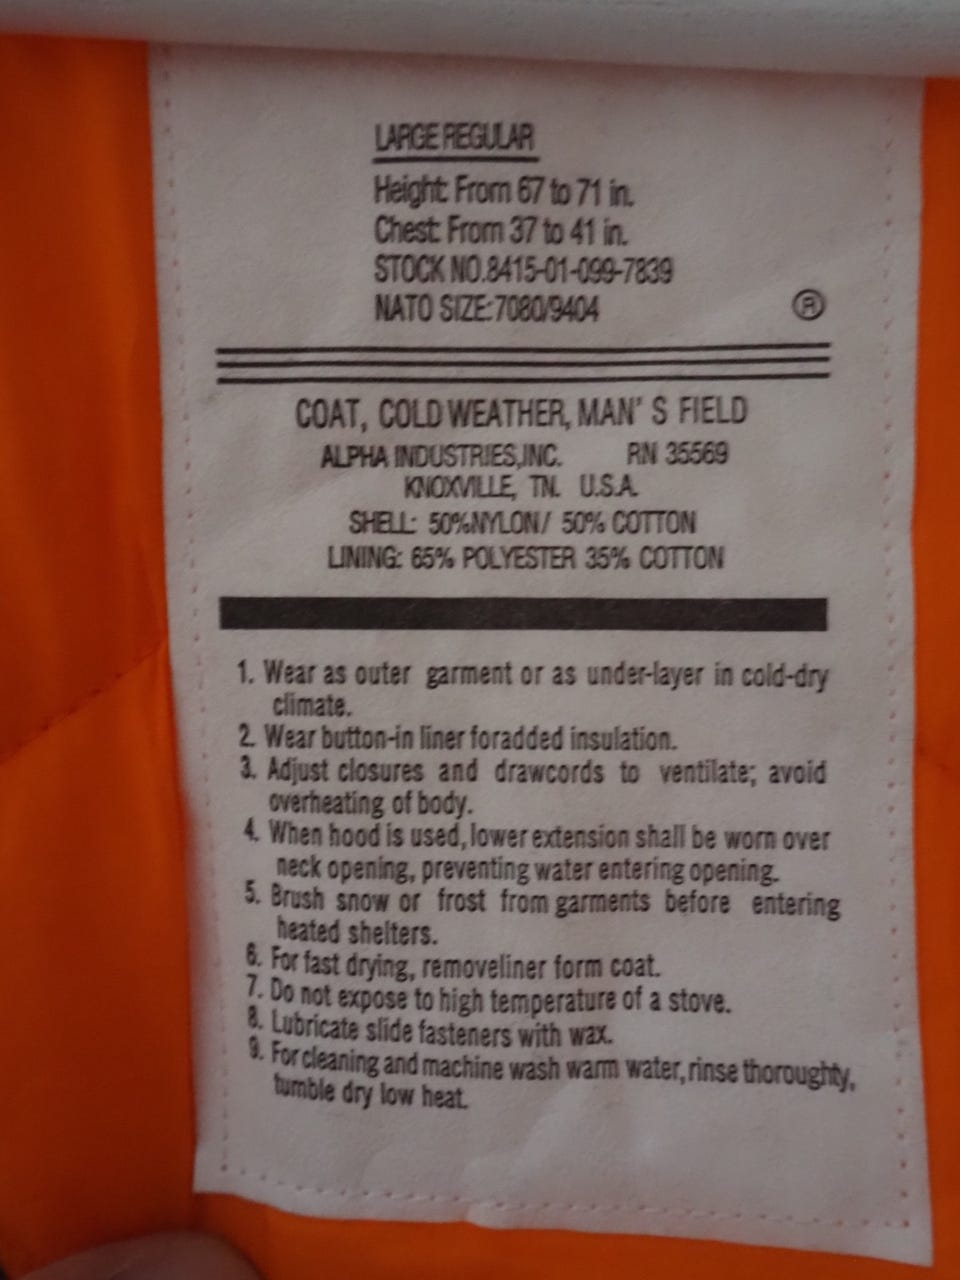 LARGE REGULAR
Height: From 67 to 71 in.
Chest: From 37 to 41 in.
STOCK NO.8415-01-099-7839
NATO SIZE:7080/9404
®
COAT, COLD WEATHER, MAN' S FIELD
ALPHA INDUSTRIES,INC. RN 35569
KNOXVILLE, TN. U.S.A.
SHELL: 50%NYLON/ 50% COTTON
LINING: 65% POLYESTER 35% COTTON
1. Wear as outer garment or as under-layer in cold-dry
climate.
2. Wear button-in liner foradded insulation.
3. Adjust closures and drawcords to ventilate; avoid
overheating of body.
4. When hood is used, lower extension shall be worn over
neck opening, preventing water entering opening.
5. Brush snow or frost from garments before entering
heated shelters.
6. For fast drying, removeliner form coat.
7. Do not expose to high temperature of a stove.
8. Lubricate slide fasteners with wax.
9. For cleaning and machine wash warm water, rinse thoroughty,
tumble dry low heat.